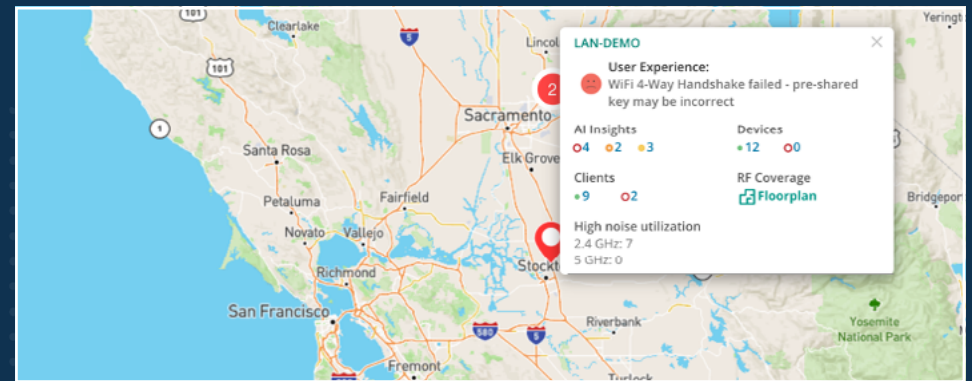 101
Clearlake
5
Lincol
Yeringt
101
2
1
Sacramento
Santa Rosa
Elk Grove
Petaluma
Fairfield
Novato
Vallejo
Stockt
Richmond
San Francisco
580
5
Riverbank
Fremont
Turlock
Bridgepor
Yosemite
National Park
LAN-DEMO
User Experience:
WiFi 4-Way Handshake failed - pre-shared
key may be incorrect
AI Insights
4 2 3
Devices
12 0
Clients
9 2
RF Coverage
Floorplan
High noise utilization
2.4 GHz: 7
5 GHz: 0